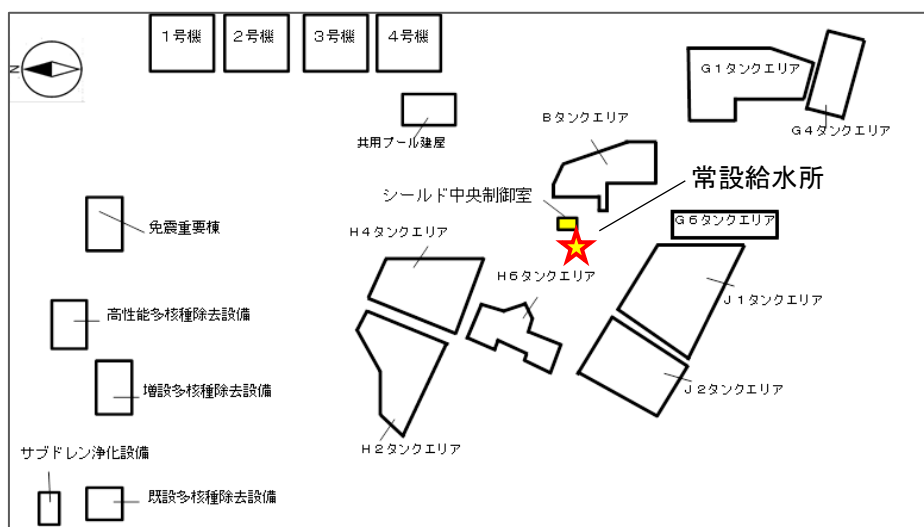 1号機
2号機
3号機
4号機
N
G1タンクエリア
G4タンクエリア
Bタンクエリア
共用プール建屋
常設給水所
シールド中央制御室
免震重要棟
G6タンクエリア
H4タンクエリア
H6タンクエリア
J1タンクエリア
高性能多核種除去設備
増設多核種除去設備
J2タンクエリア
H2タンクエリア
サブドレン浄化設備
既設多核種除去設備